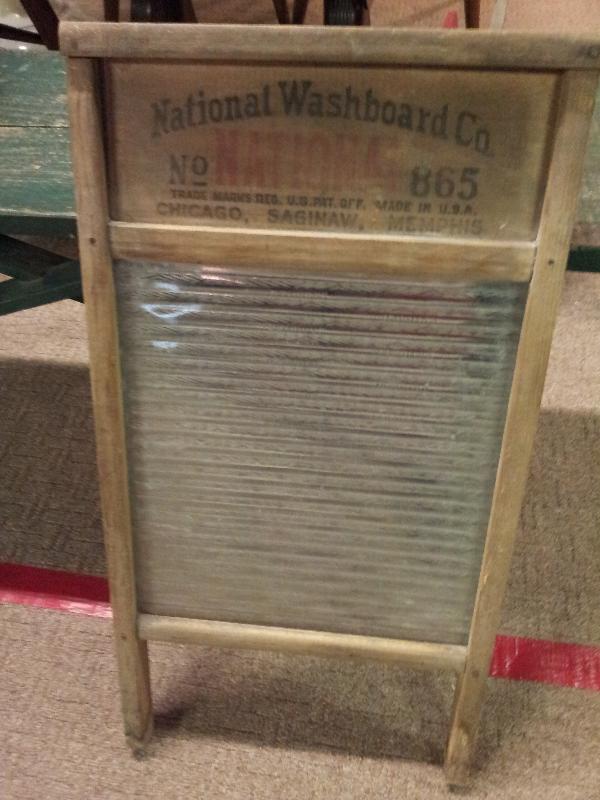 National Washboard Co.
NATIONAL
No 865
TRADE MARKS REG. U.S. PAT. OFF. MADE IN U.S.A.
CHICAGO, SAGINAW, MEMPHIS